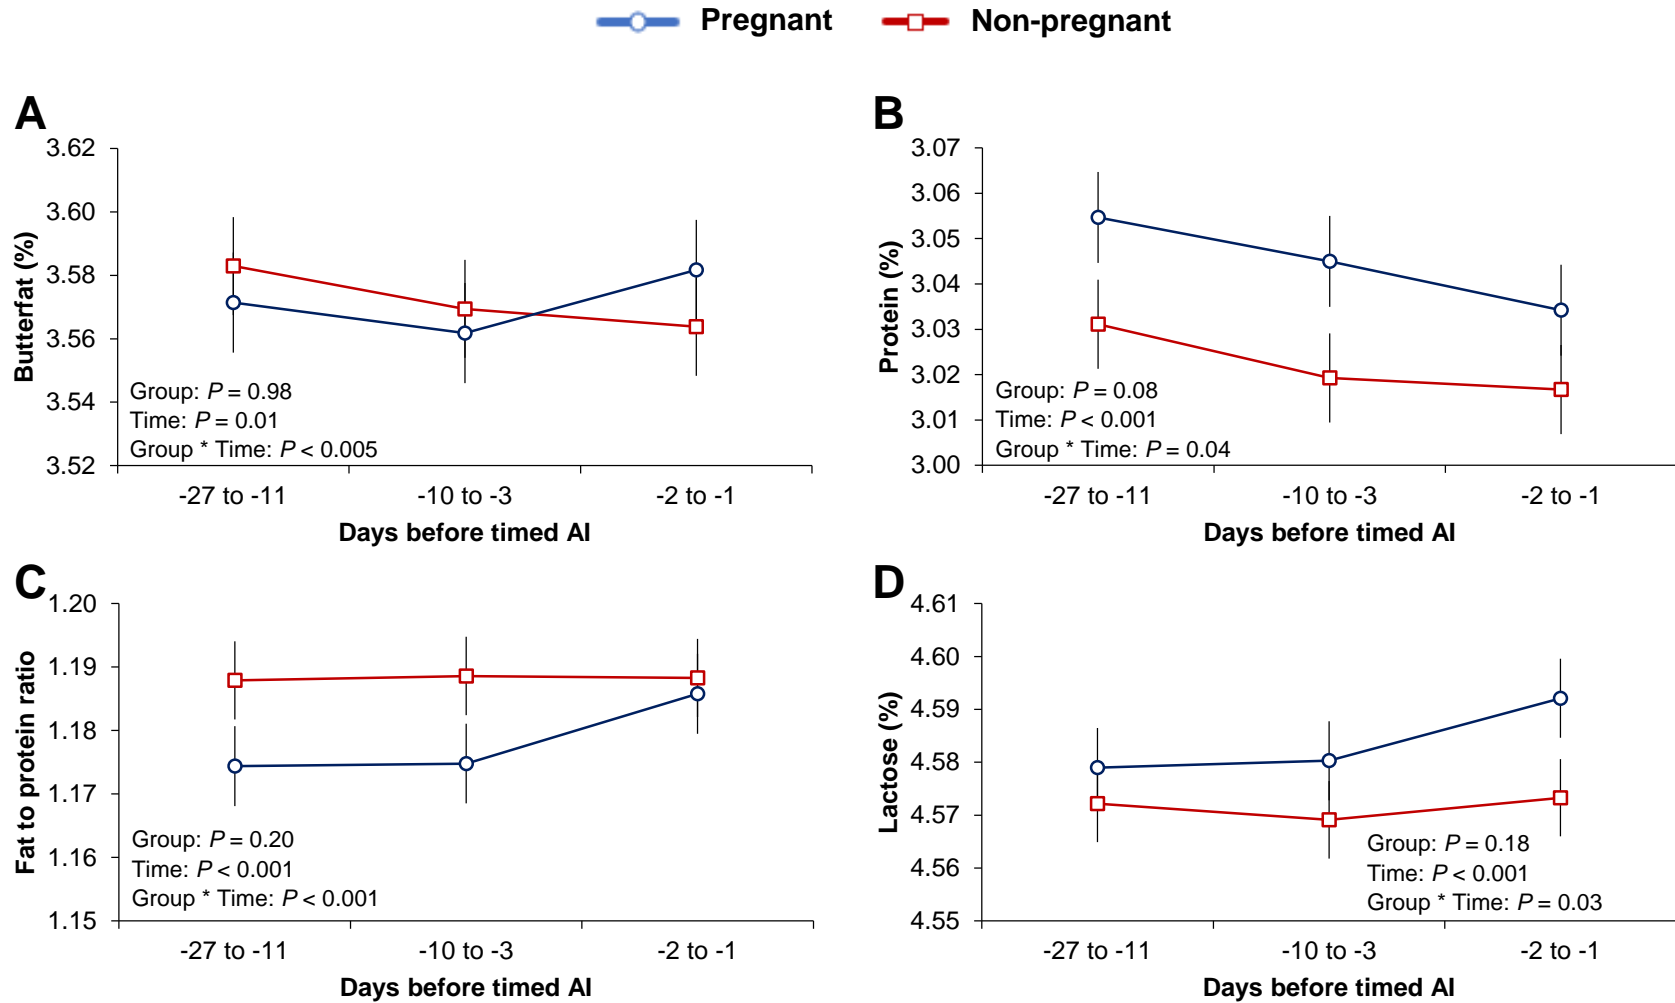 Pregnant Non-pregnant
A
3.62
3.60
3.58
3.56
3.54
3.52
Butterfat (%)
Group: P = 0.98
Time: P = 0.01
Group * Time: P < 0.005
-27 to -11 -10 to -3 -2 to -1
Days before timed AI
B
3.07
3.06
3.05
3.04
3.03
3.02
3.01
3.00
Protein (%)
Group: P = 0.08
Time: P < 0.001
Group * Time: P = 0.04
-27 to -11 -10 to -3 -2 to -1
Days before timed AI
C
1.20
1.19
1.18
1.17
1.16
1.15
Fat to protein ratio
Group: P = 0.20
Time: P < 0.001
Group * Time: P < 0.001
-27 to -11 -10 to -3 -2 to -1
Days before timed AI
D
4.61
4.60
4.59
4.58
4.57
4.56
4.55
Lactose (%)
Group: P = 0.18
Time: P < 0.001
Group * Time: P = 0.03
-27 to -11 -10 to -3 -2 to -1
Days before timed AI